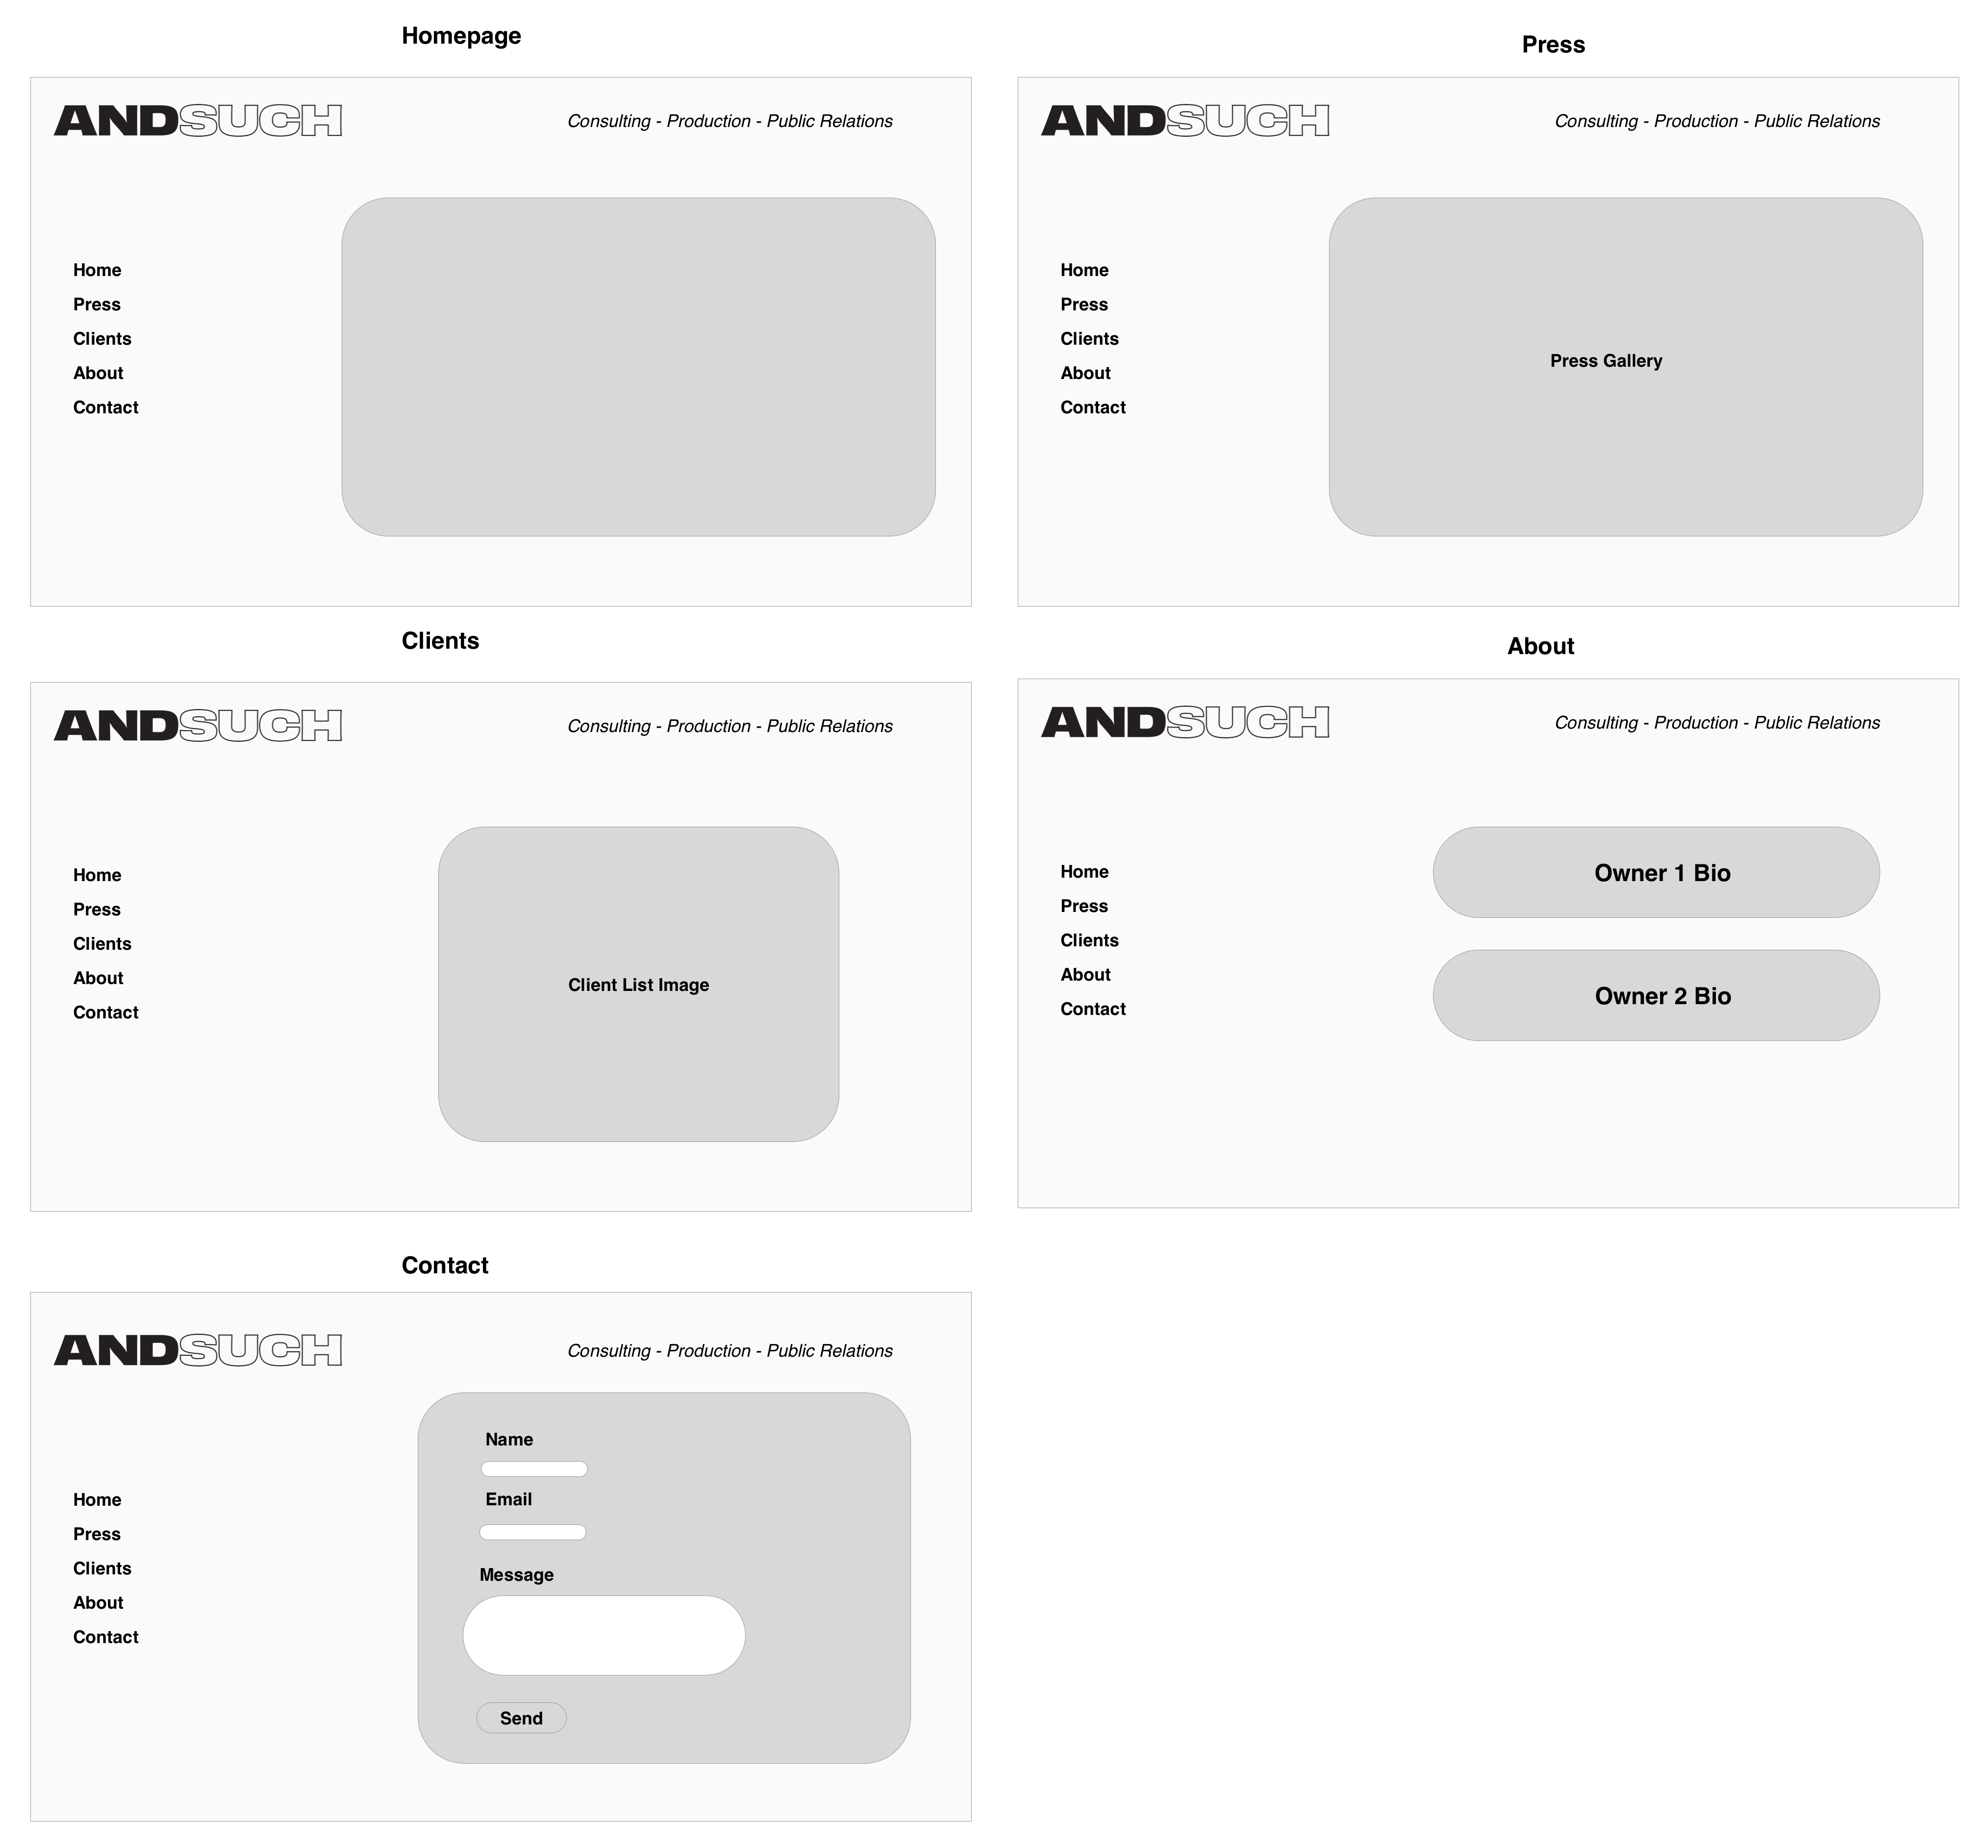 Homepage
ANDSUCH
Consulting - Production - Public Relations
Home
Press
Clients
About
Contact
Press
ANDSUCH
Consulting - Production - Public Relations
Home
Press
Clients
About
Contact
Press Gallery
Clients
ANDSUCH
Consulting - Production - Public Relations
Home
Press
Clients
About
Contact
Client List Image
About
ANDSUCH
Consulting - Production - Public Relations
Home
Press
Clients
About
Contact
Owner 1 Bio
Owner 2 Bio
Contact
ANDSUCH
Consulting - Production - Public Relations
Home
Press
Clients
About
Contact
Name
Email
Message
Send